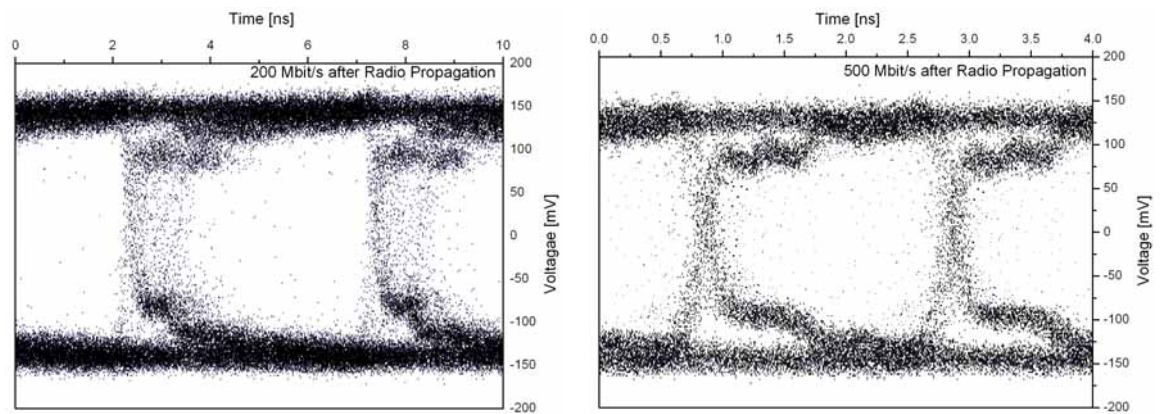 Time [ns]
0 2 4 6 8 10
200 Mbit/s after Radio Propagation
200
150
100
50
0
-50
-100
-150
-200
Voltagae [mV]
Time [ns]
0.0 0.5 1.0 1.5 2.0 2.5 3.0 3.5 4.0
500 Mbit/s after Radio Propagation
200
150
100
50
0
-50
-100
-150
-200
Voltage [mV]